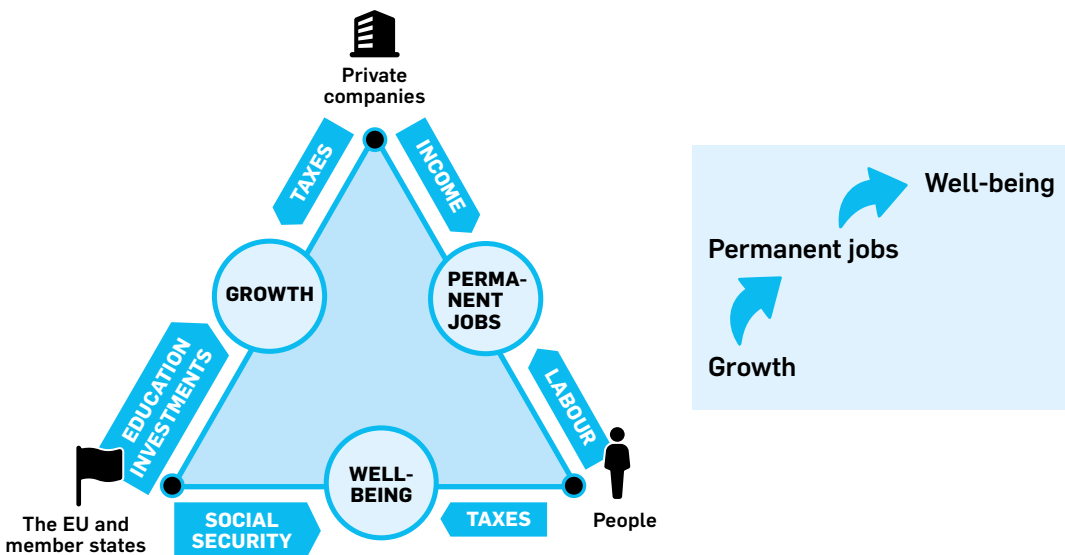 Private
companies
TAXES
INCOME
GROWTH
PERMA-
NENT
JOBS
EDUCATION
INVESTMENTS
LABOUR
WELL-
BEING
SOCIAL
SECURITY
TAXES
The EU and
member states
People
Well-being
Permanent jobs
Growth